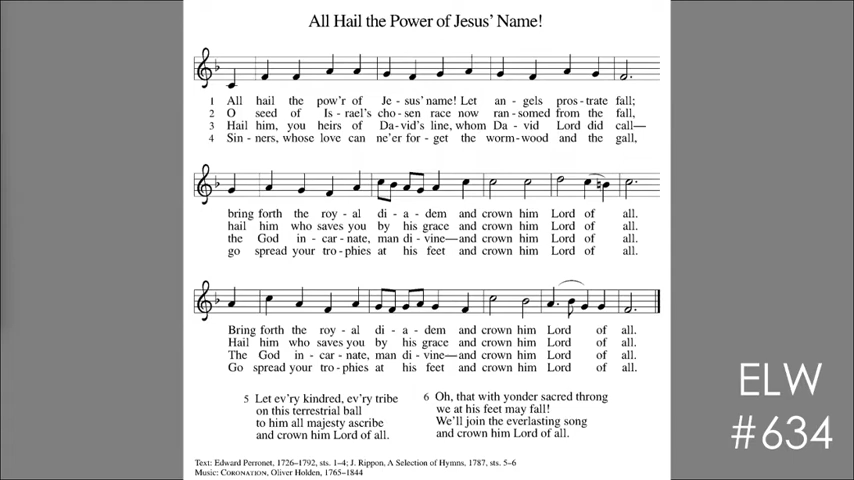 All Hail the Power of Jesus' Name!
1 All hail the pow'r of Je - sus' name! Let an - gels pros - trate fall;
2 O seed of Is - rael's cho - sen race now ran - somed from the fall,
3 Hail him, you heirs of Da - vid's line, whom Da - vid Lord did call—
4 Sin - ners, whose love can ne'er for - get the worm - wood and the gall,
bring forth the roy - al di - a - dem and crown him Lord of all.
hail him who saves you by his grace and crown him Lord of all.
the God in - car - nate, man di - vine—and crown him Lord of all.
go spread your tro - phies at his feet and crown him Lord of all.
Bring forth the roy - al di - a - dem and crown him Lord of all.
Hail him who saves you by his grace and crown him Lord of all.
The God in - car - nate, man di - vine—and crown him Lord of all.
Go spread your tro - phies at his feet and crown him Lord of all.
5 Let ev'ry kindred, ev'ry tribe
on this terrestrial ball
to him all majesty ascribe
and crown him Lord of all.
6 Oh, that with yonder sacred throng
we at his feet may fall!
We'll join the everlasting song
and crown him Lord of all.
ELW
#634
Text: Edward Perronet, 1726–1792, sts. 1–4; J. Rippon, A Selection of Hymns, 1787, sts. 5–6
Music: CORONATION, Oliver Holden, 1765–1844